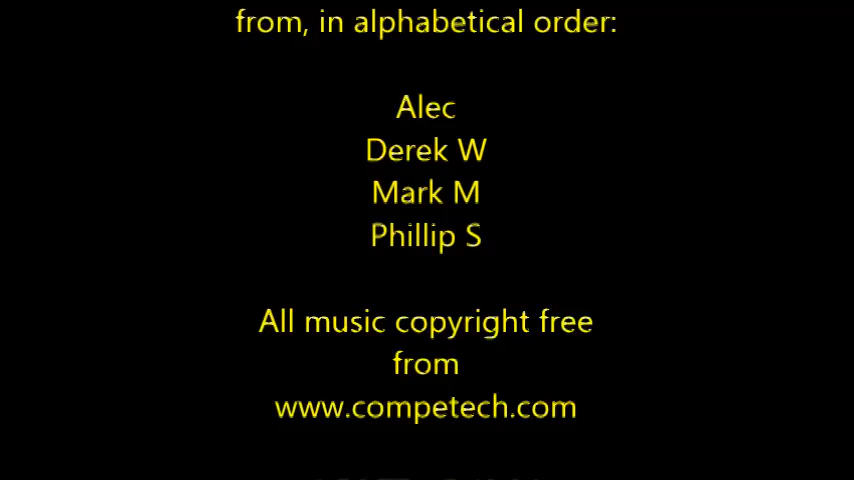 from, in alphabetical order:
Alec
Derek W
Mark M
Phillip S
All music copyright free
from
www.competech.com